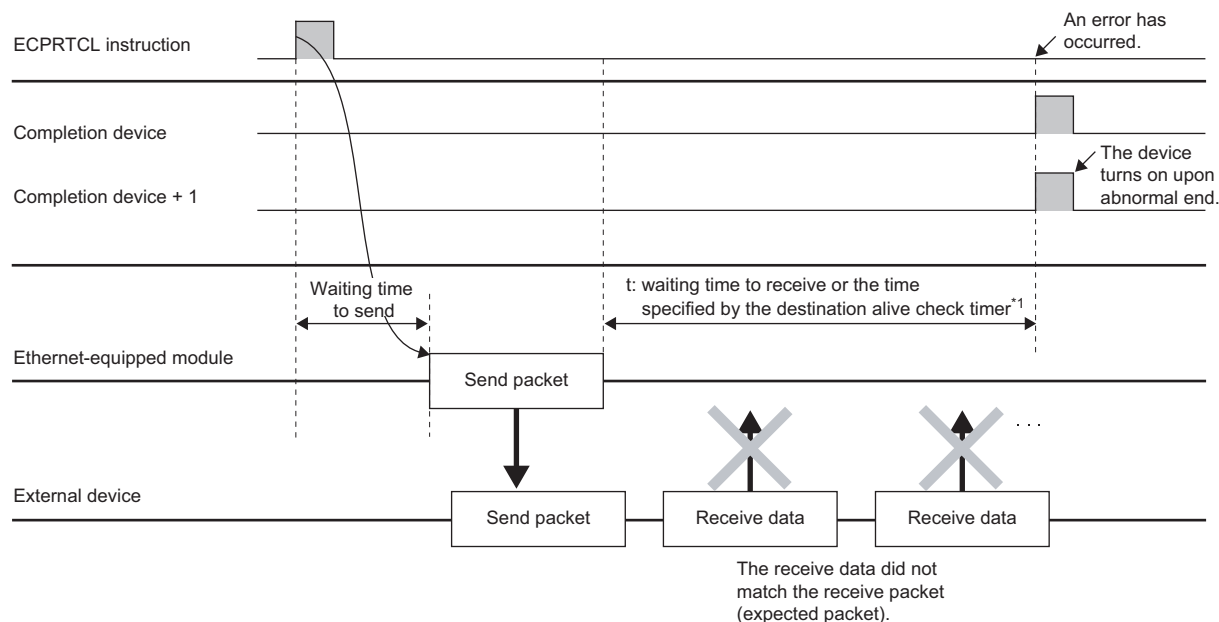 An error has
occurred.
ECPRTCL instruction
Completion device
The device
turns on upon
abnormal end.
Completion device + 1
Waiting time
to send
t: waiting time to receive or the time
specified by the destination alive check timer*1
Ethernet-equipped module
Send packet
. . .
External device
Send packet
Receive data
Receive data
The receive data did not
match the receive packet
(expected packet).